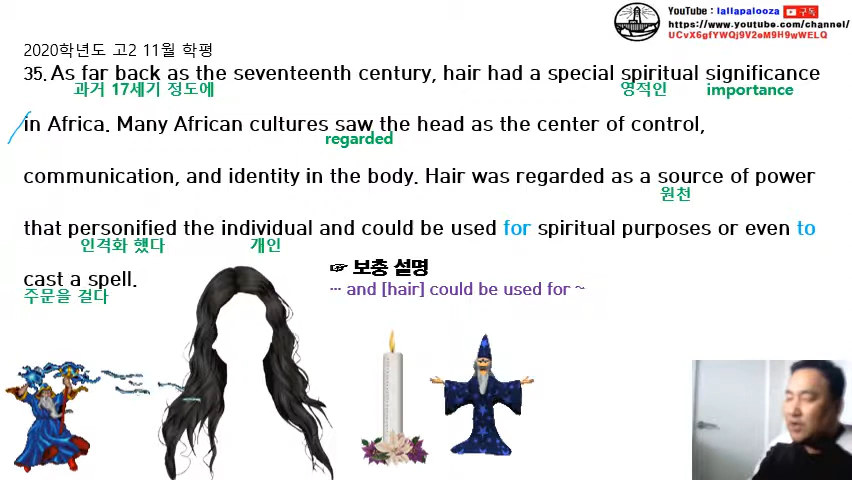 YouTube : lallapalooza 구독
https://www.youtube.com/channel/
UCvX6gfYWQj9V2eM9H9wWELQ
2020학년도 고2 11월 학평
35. As far back as the seventeenth century, hair had a special spiritual significance
과거 17세기 정도에 영적인 importance
in Africa. Many African cultures saw the head as the center of control,
regarded
communication, and identity in the body. Hair was regarded as a source of power
원천
that personified the individual and could be used for spiritual purposes or even to
인격화 했다 개인
cast a spell.
주문을 걸다
☞ 보충 설명
··· and [hair] could be used for ~